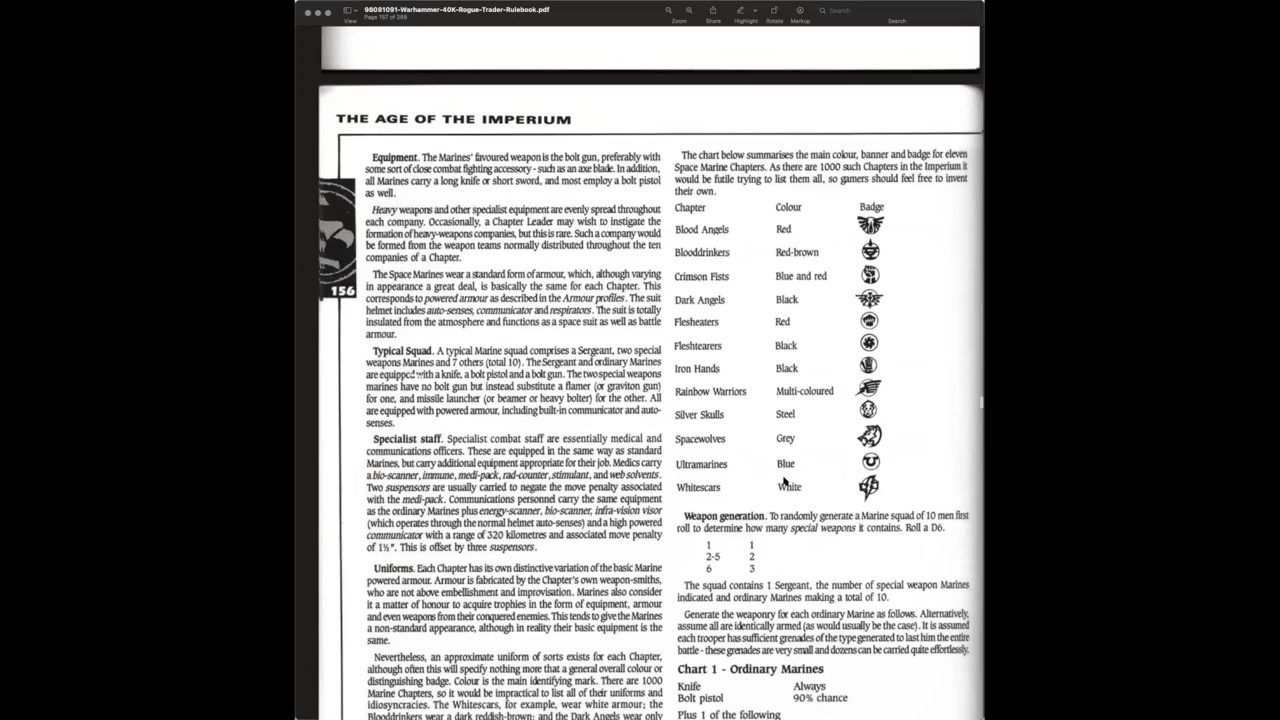 98081091-Warhammer-40K-Rogue-Trader-Rulebook.pdf
Page 157 of 288
View
Zoom
Share
Highlight
Rotate
Markup
Search
Search
THE AGE OF THE IMPERIUM
156
Equipment. The Marines' favoured weapon is the bolt gun, preferably with
some sort of close combat fighting accessory - such as an axe blade. In addition,
all Marines carry a long knife or short sword, and most employ a bolt pistol
as well.
Heavy weapons and other specialist equipment are evenly spread throughout
each company. Occasionally, a Chapter Leader may wish to instigate the
formation of heavy-weapons companies, but this is rare. Such a company would
be formed from the weapon teams normally distributed throughout the ten
companies of a Chapter.
The Space Marines wear a standard form of armour, which, although varying
in appearance a great deal, is basically the same for each Chapter. This
corresponds to powered armour as described in the Armour profiles. The suit
helmet includes auto-senses, communicator and respirators. The suit is totally
insulated from the atmosphere and functions as a space suit as well as battle
armour.
Typical Squad. A typical Marine squad comprises a Sergeant, two special
weapons Marines and 7 others (total 10). The Sergeant and ordinary Marines
are equipped with a knife, a bolt pistol and a bolt gun. The two special weapons
marines have no bolt gun but instead substitute a flamer (or graviton gun)
for one, and missile launcher (or beamer or heavy bolter) for the other. All
are equipped with powered armour, including built-in communicator and auto-
senses.
Specialist staff. Specialist combat staff are essentially medical and
communications officers. These are equipped in the same way as standard
Marines, but carry additional equipment appropriate for their job. Medics carry
a bio-scanner, immune, medi-pack, rad-counter, stimulant, and web solvents.
Two suspensors are usually carried to negate the move penalty associated
with the medi-pack. Communications personnel carry the same equipment
as the ordinary Marines plus energy-scanner, bio-scanner, infra-vision visor
(which operates through the normal helmet auto-senses) and a high powered
communicator with a range of 320 kilometres and associated move penalty
of 1½". This is offset by three suspensors.
Uniforms. Each Chapter has its own distinctive variation of the basic Marine
powered armour. Armour is fabricated by the Chapter's own weapon-smiths,
who are not above embellishment and improvisation. Marines also consider
it a matter of honour to acquire trophies in the form of equipment, armour
and even weapons from their conquered enemies. This tends to give the Marines
a non-standard appearance, although in reality their basic equipment is the
same.
Nevertheless, an approximate uniform of sorts exists for each Chapter,
although often this will specify nothing more that a general overall colour or
distinguishing badge. Colour is the main identifying mark. There are 1000
Marine Chapters, so it would be impractical to list all of their uniforms and
idiosyncracies. The Whitescars, for example, wear white armour; the
Blooddrinkers wear a dark reddish-brown; and the Dark Angels wear only
The chart below summarises the main colour, banner and badge for eleven
Space Marine Chapters. As there are 1000 such Chapters in the Imperium it
would be futile trying to list them all, so gamers should feel free to invent
their own.
Chapter Colour Badge
Blood Angels Red
Blooddrinkers Red-brown
Crimson Fists Blue and red
Dark Angels Black
Flesheaters Red
Fleshtearers Black
Iron Hands Black
Rainbow Warriors Multi-coloured
Silver Skulls Steel
Spacewolves Grey
Ultramarines Blue
Whitescars White
Weapon generation. To randomly generate a Marine squad of 10 men first
roll to determine how many special weapons it contains. Roll a D6.
1 1
2-5 2
6 3
The squad contains 1 Sergeant, the number of special weapon Marines
indicated and ordinary Marines making a total of 10.
Generate the weaponry for each ordinary Marine as follows. Alternatively,
assume all are identically armed (as would usually be the case). It is assumed
each trooper has sufficient grenades of the type generated to last him the entire
battle - these grenades are very small and dozens can be carried quite effortlessly.
Chart 1 - Ordinary Marines
Knife Always
Bolt pistol 90% chance
Plus 1 of the following